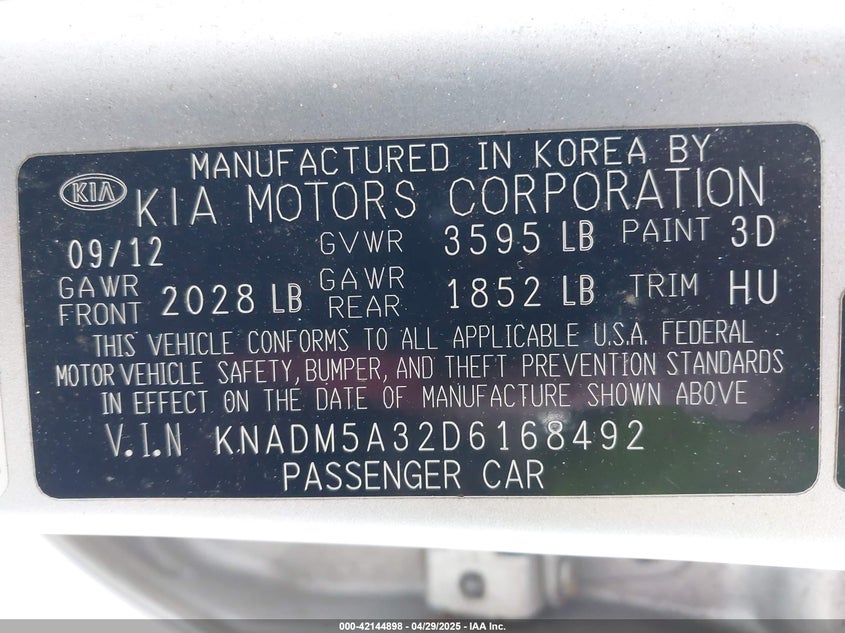 MANUFACTURED IN KOREA BY
KIA KIA MOTORS CORPORATION
09/12 GVWR 3595 LB PAINT 3D
GAWR FRONT 2028 LB GAWR REAR 1852 LB TRIM HU
THIS VEHICLE CONFORMS TO ALL APPLICABLE U.S.A. FEDERAL
MOTOR VEHICLE SAFETY, BUMPER, AND THEFT PREVENTION STANDARDS
IN EFFECT ON THE DATE OF MANUFACTURE SHOWN ABOVE
V.I.N KNADM5A32D6168492
PASSENGER CAR
000-42144898 - 04/29/2025 - IAA Inc.